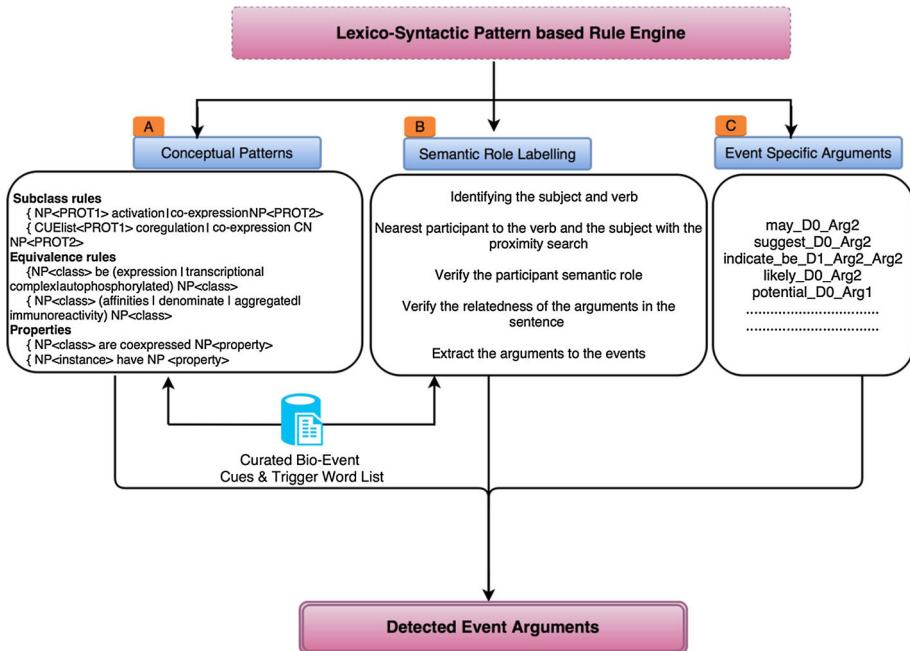 Lexico-Syntactic Pattern based Rule Engine
A
Conceptual Patterns
Subclass rules
{ NP<PROT1> activation|co-expressionNP<PROT2>
{ CUElist<PROT1> coregulation| co-expression CN
NP<PROT2>
Equivalence rules
{NP<class> be (expression | transcriptional
complex|autophosphorylated) NP<class>
{ NP<class> (affinities | denominate | aggregated|
immunoreactivity) NP<class>
Properties
{ NP<class> are coexpressed NP<property>
{ NP<instance> have NP <property>
B
Semantic Role Labelling
Identifying the subject and verb
Nearest participant to the verb and the subject with the
proximity search
Verify the participant semantic role
Verify the relatedness of the arguments in the
sentence
Extract the arguments to the events
C
Event Specific Arguments
may_D0_Arg2
suggest_D0_Arg2
indicate_be_D1_Arg2_Arg2
likely_D0_Arg2
potential_D0_Arg1
................................
................................
Curated Bio-Event
Cues & Trigger Word List
Detected Event Arguments